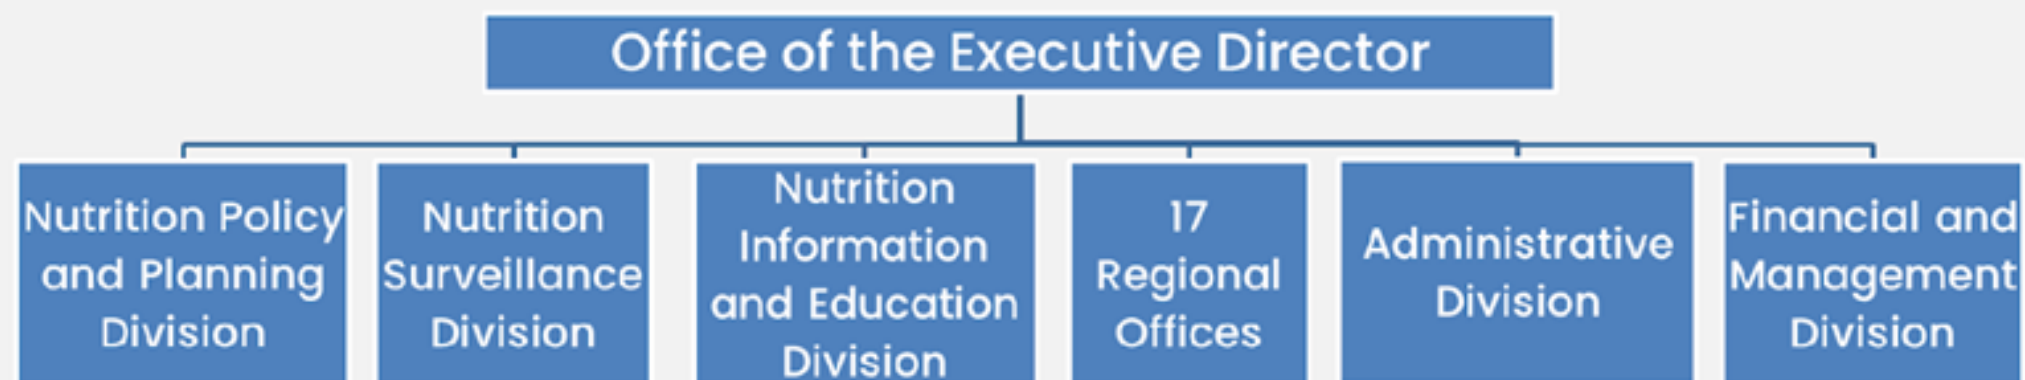 Office of the Executive Director
Nutrition Policy
and Planning
Division
Nutrition
Surveillance
Division
Nutrition
Information
and Education
Division
17
Regional
Offices
Administrative
Division
Financial and
Management
Division